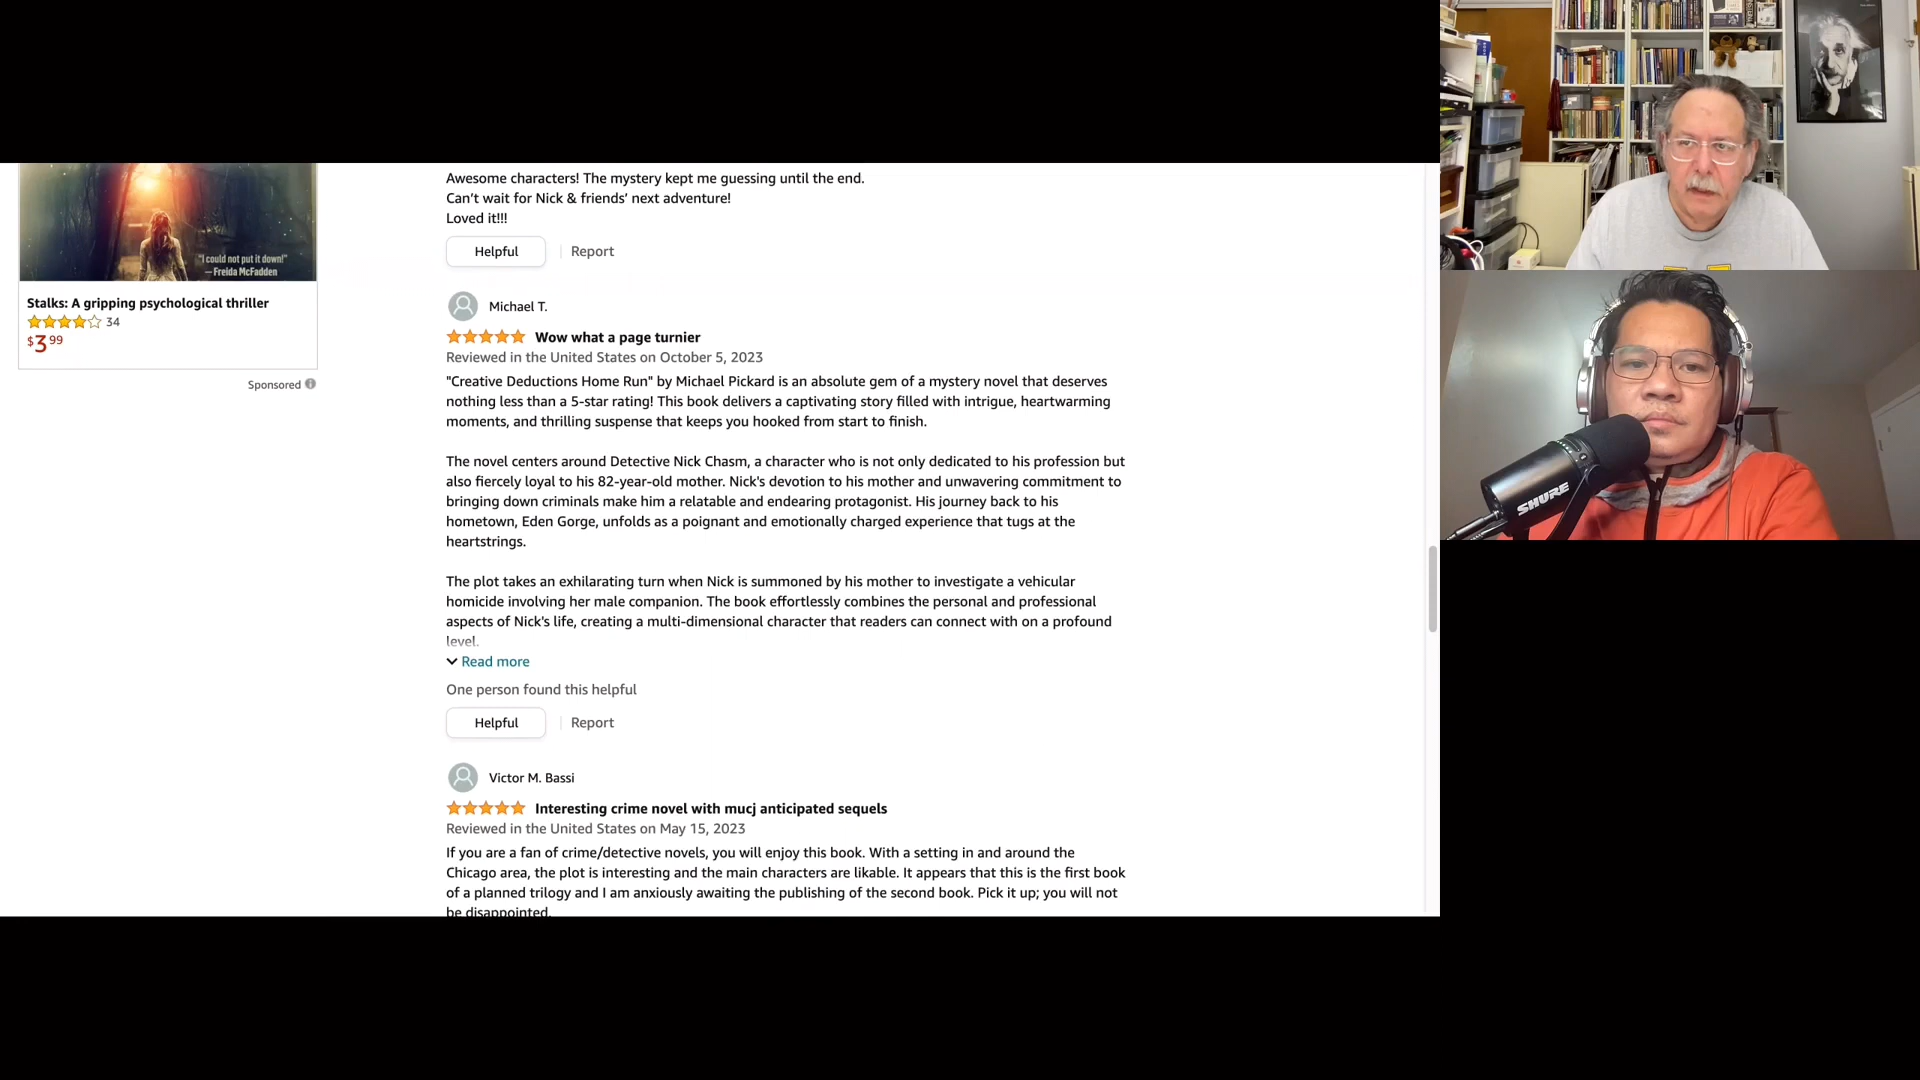 "I could not put it down!"
— Freida McFadden
Stalks: A gripping psychological thriller
34
$3 99
Sponsored
Awesome characters! The mystery kept me guessing until the end.
Can’t wait for Nick & friends’ next adventure!
Loved it!!!
Helpful
Report
Michael T.
Wow what a page turnier
Reviewed in the United States on October 5, 2023
"Creative Deductions Home Run" by Michael Pickard is an absolute gem of a mystery novel that deserves
nothing less than a 5-star rating! This book delivers a captivating story filled with intrigue, heartwarming
moments, and thrilling suspense that keeps you hooked from start to finish.
The novel centers around Detective Nick Chasm, a character who is not only dedicated to his profession but
also fiercely loyal to his 82-year-old mother. Nick's devotion to his mother and unwavering commitment to
bringing down criminals make him a relatable and endearing protagonist. His journey back to his
hometown, Eden Gorge, unfolds as a poignant and emotionally charged experience that tugs at the
heartstrings.
The plot takes an exhilarating turn when Nick is summoned by his mother to investigate a vehicular
homicide involving her male companion. The book effortlessly combines the personal and professional
aspects of Nick's life, creating a multi-dimensional character that readers can connect with on a profound
level.
Read more
One person found this helpful
Helpful
Report
Victor M. Bassi
Interesting crime novel with mucj anticipated sequels
Reviewed in the United States on May 15, 2023
If you are a fan of crime/detective novels, you will enjoy this book. With a setting in and around the
Chicago area, the plot is interesting and the main characters are likable. It appears that this is the first book
of a planned trilogy and I am anxiously awaiting the publishing of the second book. Pick it up; you will not
be disappointed.
SHURE